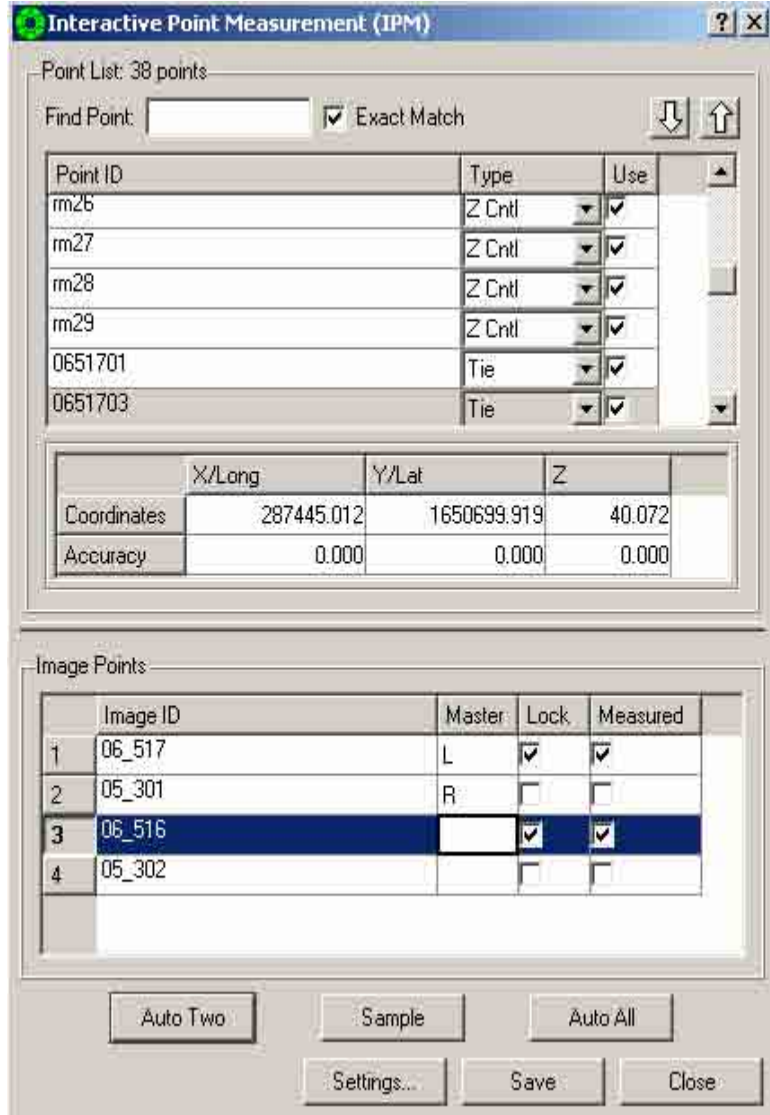 Interactive Point Measurement (IPM)
Point List: 38 points
Find Point: Exact Match
Point ID Type Use
rm26 Z Cntl
rm27 Z Cntl
rm28 Z Cntl
rm29 Z Cntl
0651701 Tie
0651703 Tie
X/Long Y/Lat Z
Coordinates 287445.012 1650699.919 40.072
Accuracy 0.000 0.000 0.000
Image Points
Image ID Master Lock Measured
1 06_517 L
2 05_301 R
3 06_516
4 05_302
Auto Two Sample Auto All
Settings... Save Close